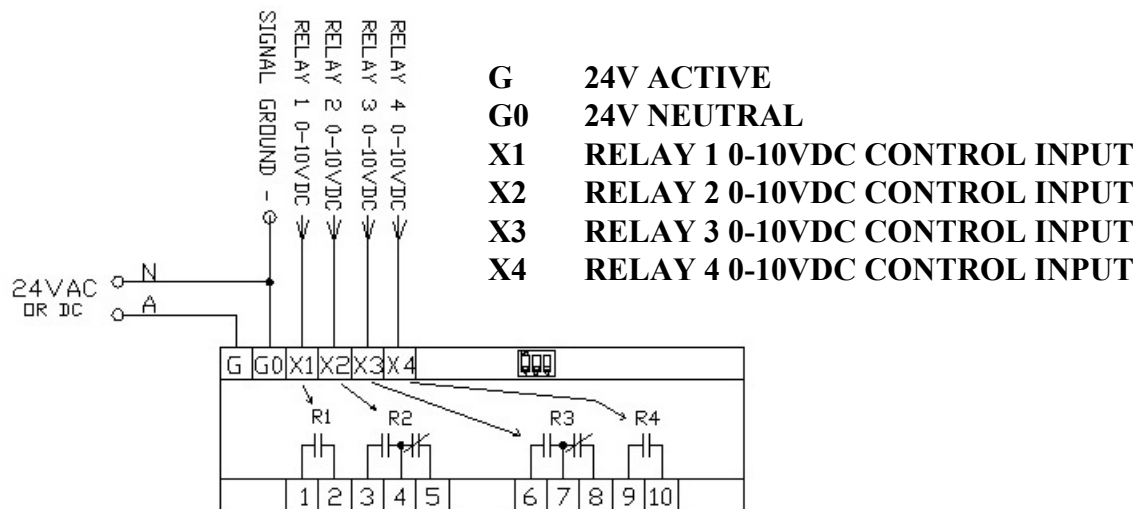 SIGNAL GROUND -
RELAY 1 0-10VDC
RELAY 2 0-10VDC
RELAY 3 0-10VDC
RELAY 4 0-10VDC
G 24V ACTIVE
G0 24V NEUTRAL
X1 RELAY 1 0-10VDC CONTROL INPUT
X2 RELAY 2 0-10VDC CONTROL INPUT
X3 RELAY 3 0-10VDC CONTROL INPUT
X4 RELAY 4 0-10VDC CONTROL INPUT
N
24VAC
OR DC
A
G G0 X1 X2 X3 X4
R1 R2 R3 R4
1 2 3 4 5 6 7 8 9 10